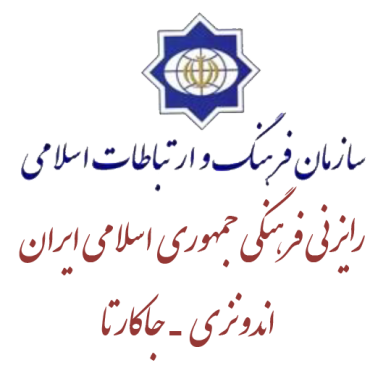 سازمان فرهنگ و ارتباطات اسلامی
رایزنی فرهنگی جمهوری اسلامی ایران
اندونزی - جاکارتا